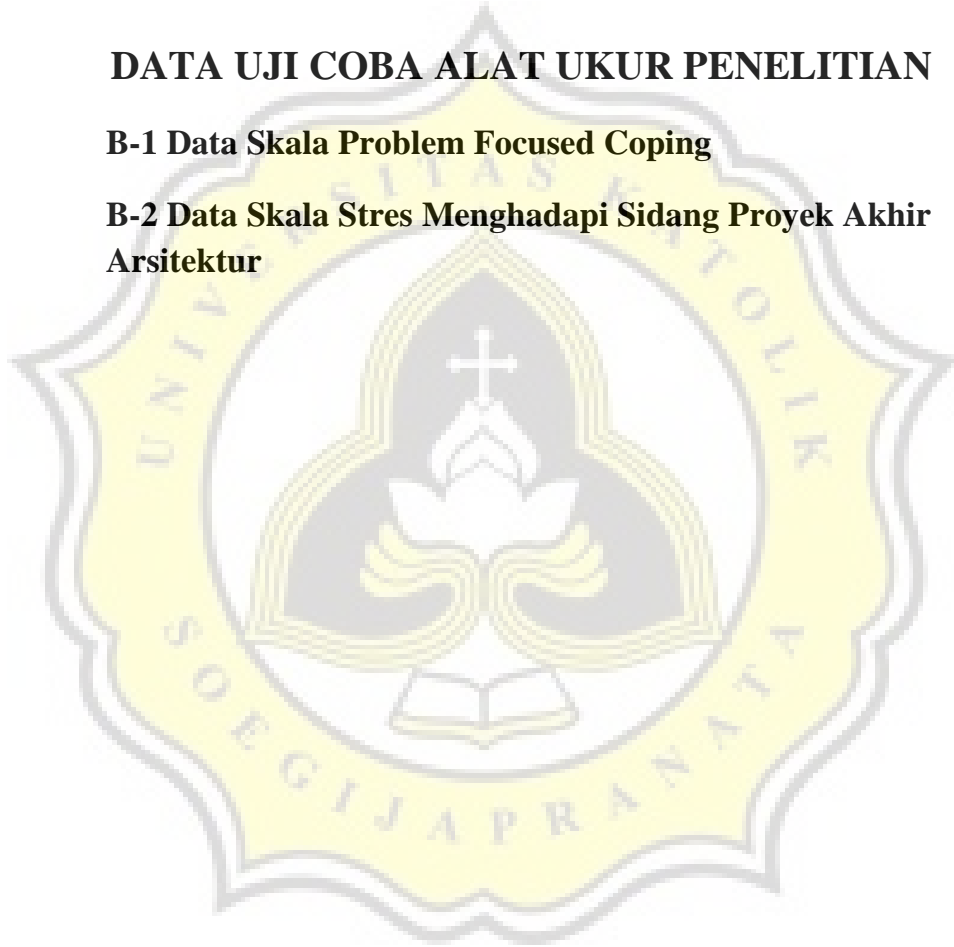 DATA UJI COBA ALAT UKUR PENELITIAN
B-1 Data Skala Problem Focused Coping
B-2 Data Skala Stres Menghadapi Sidang Proyek Akhir
Arsitektur
UNIVERSITAS KATOLIK
SOEGIJAPRANATA